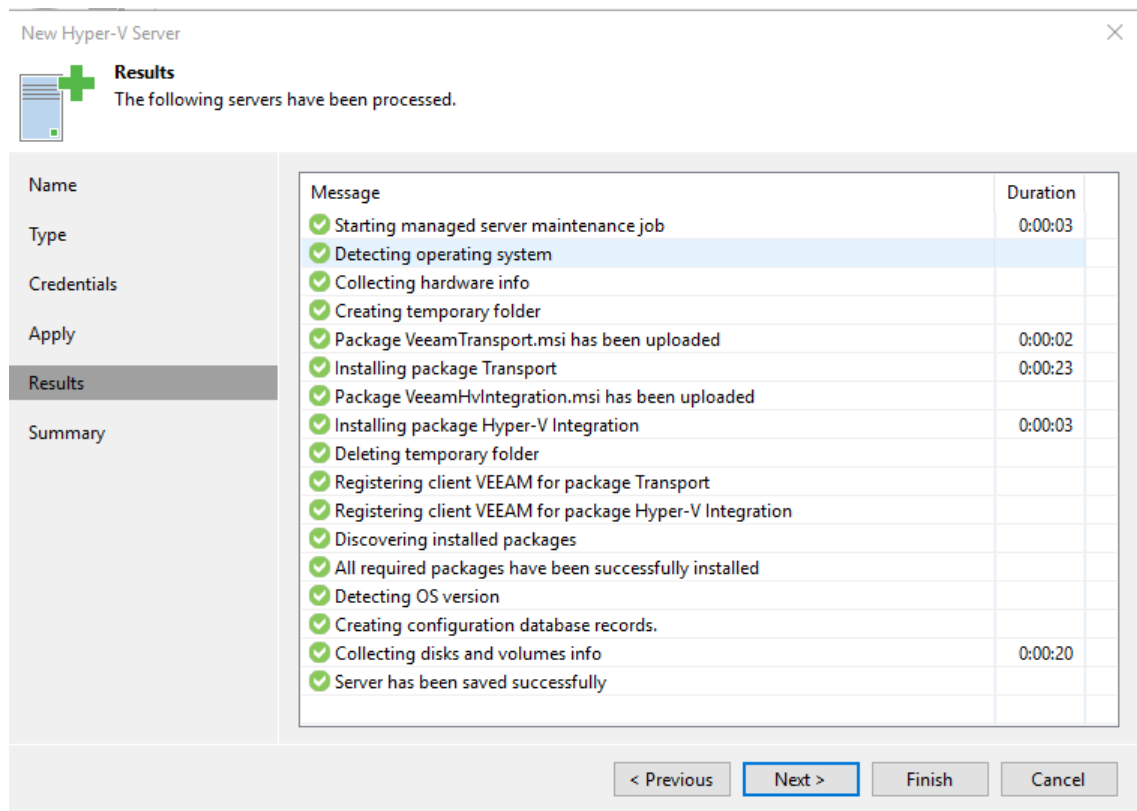 New Hyper-V Server
Results
The following servers have been processed.
Name
Type
Credentials
Apply
Results
Summary
Message Duration
Starting managed server maintenance job 0:00:03
Detecting operating system
Collecting hardware info
Creating temporary folder
Package VeeamTransport.msi has been uploaded 0:00:02
Installing package Transport 0:00:23
Package VeeamHvIntegration.msi has been uploaded
Installing package Hyper-V Integration 0:00:03
Deleting temporary folder
Registering client VEEAM for package Transport
Registering client VEEAM for package Hyper-V Integration
Discovering installed packages
All required packages have been successfully installed
Detecting OS version
Creating configuration database records.
Collecting disks and volumes info 0:00:20
Server has been saved successfully
< Previous Next > Finish Cancel